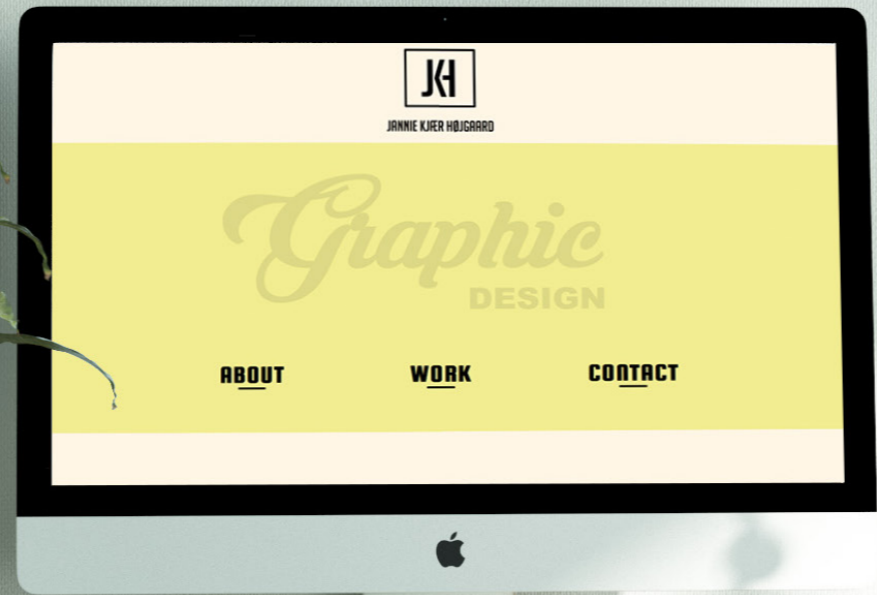 JKH
JANNIE KJÆR HØJGAARD
Graphic
DESIGN
ABOUT
WORK
CONTACT